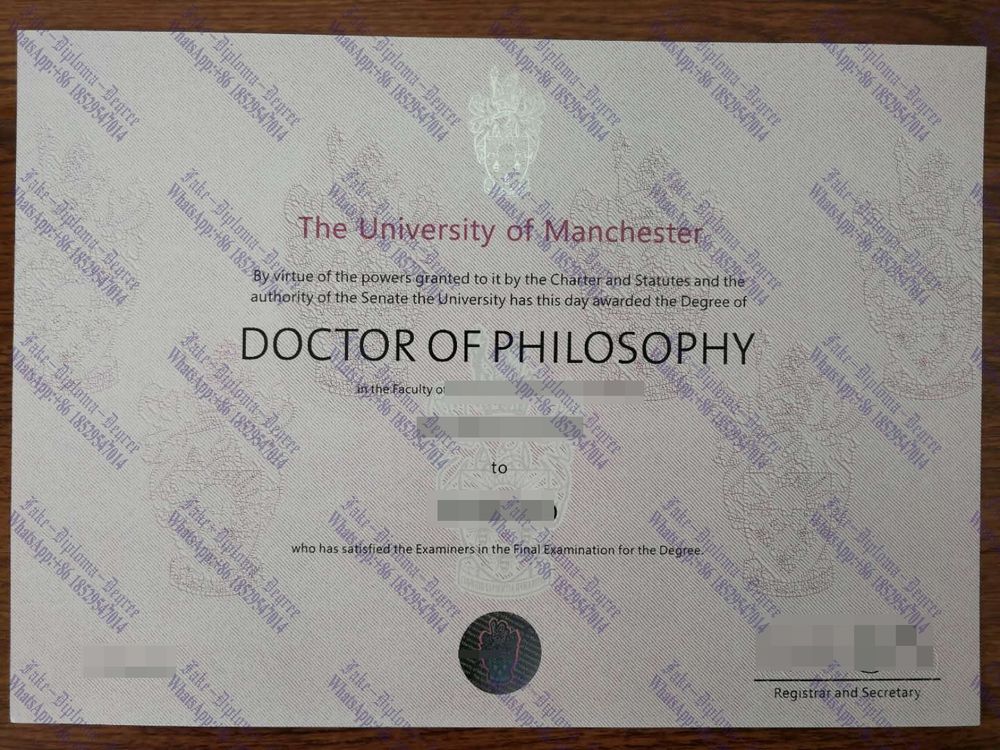 The University of Manchester
By virtue of the powers granted to it by the Charter and Statutes and the
authority of the Senate the University has this day awarded the Degree of
DOCTOR OF PHILOSOPHY
in the Faculty of
to
who has satisfied the Examiners in the Final Examination for the Degree.
Registrar and Secretary
Fake-Diploma-Degree
WhatsApp:+86 18529547014